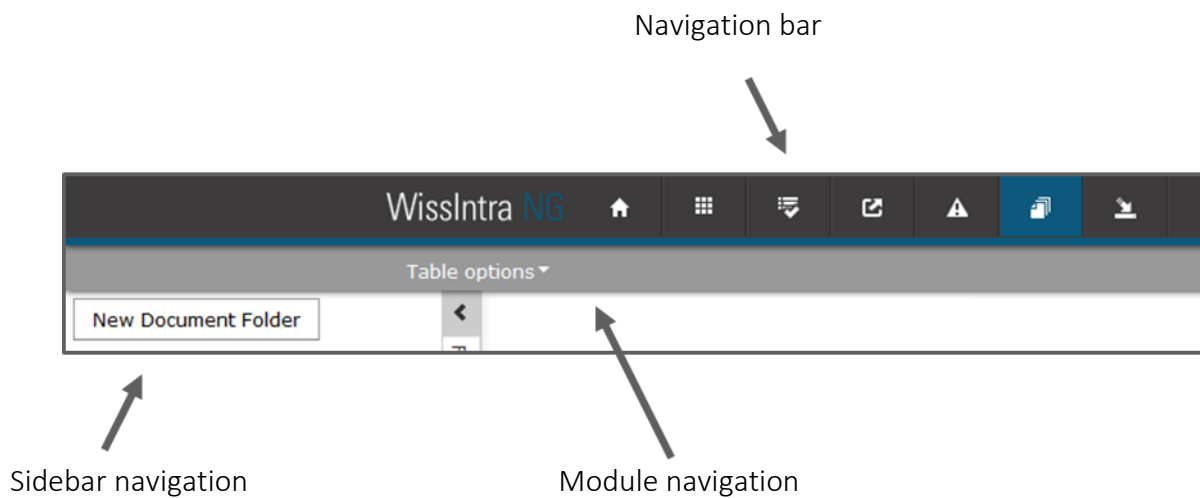 Navigation bar
WissIntra NG
Table options
New Document Folder
Sidebar navigation
Module navigation